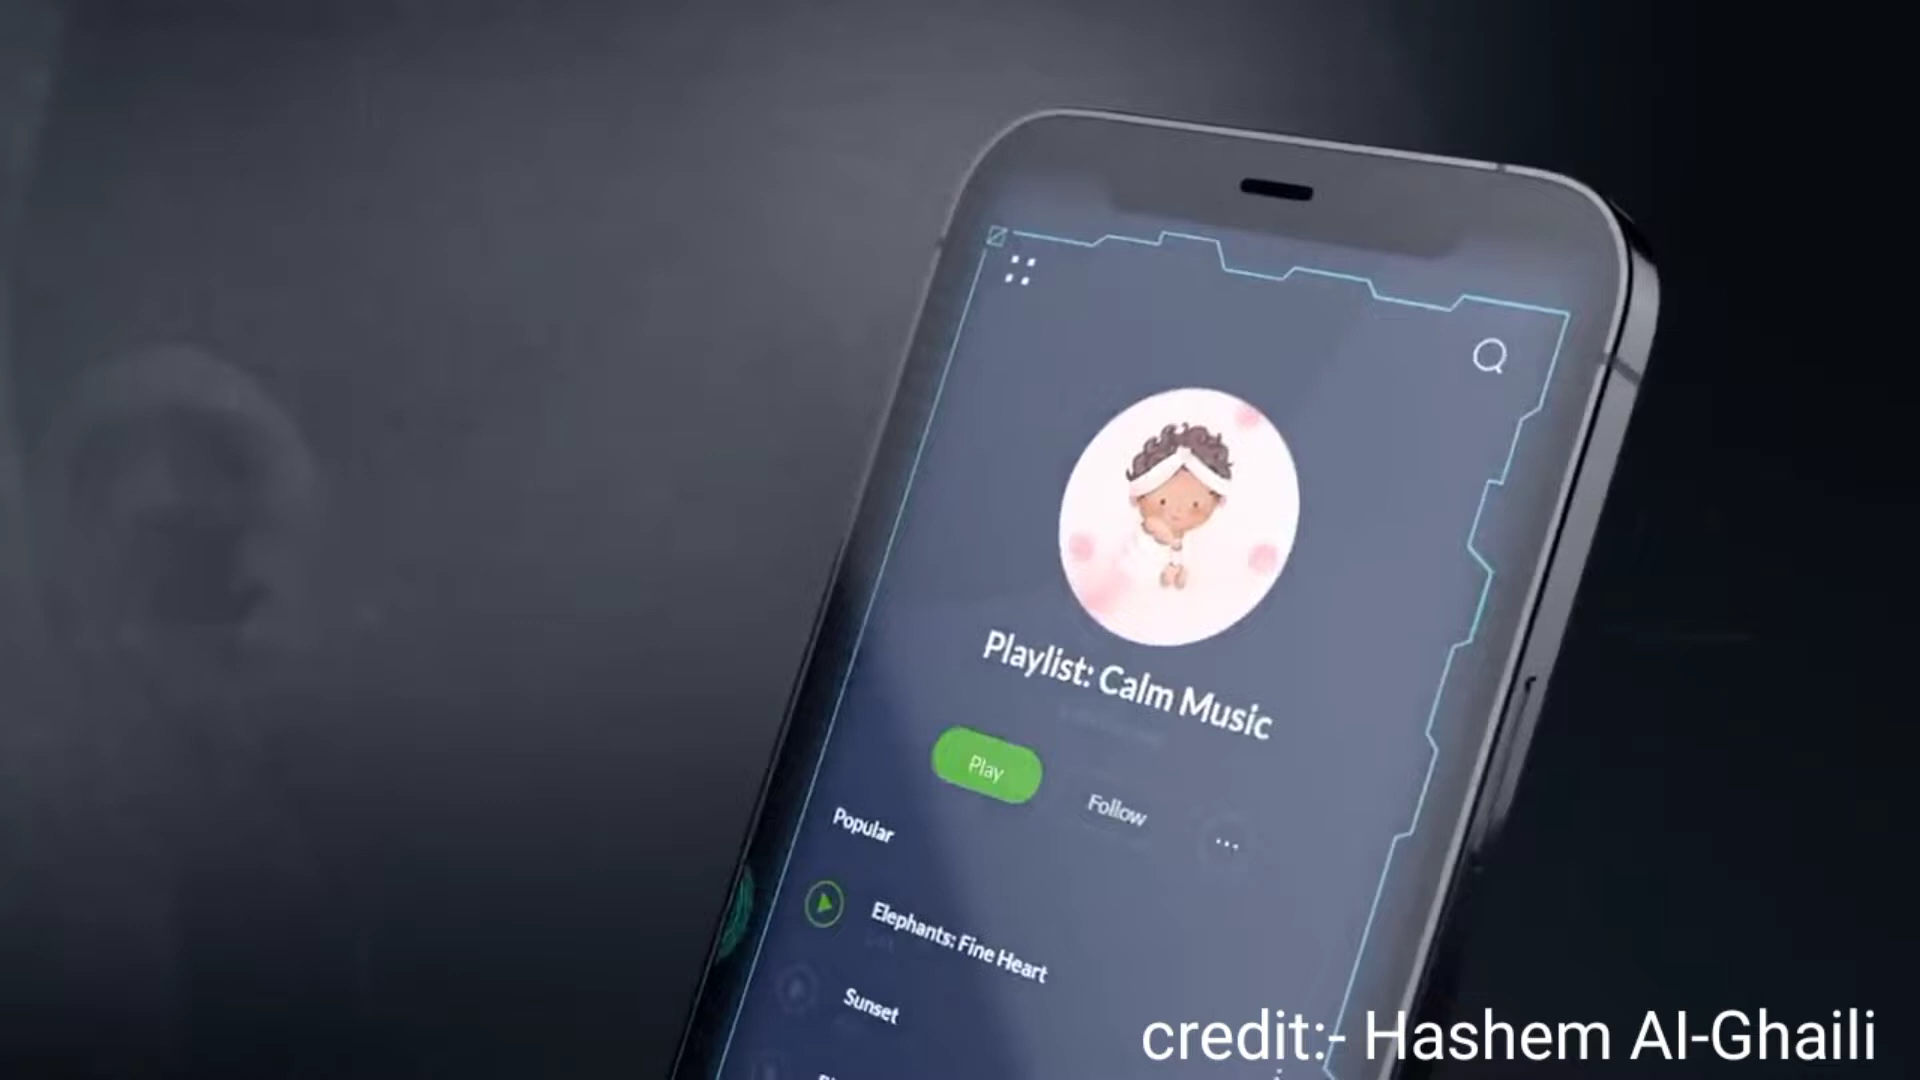 Playlist: Calm Music
Play
Follow
Popular
Elephants: Fine Heart
Sunset
credit:- Hashem Al-Ghaili